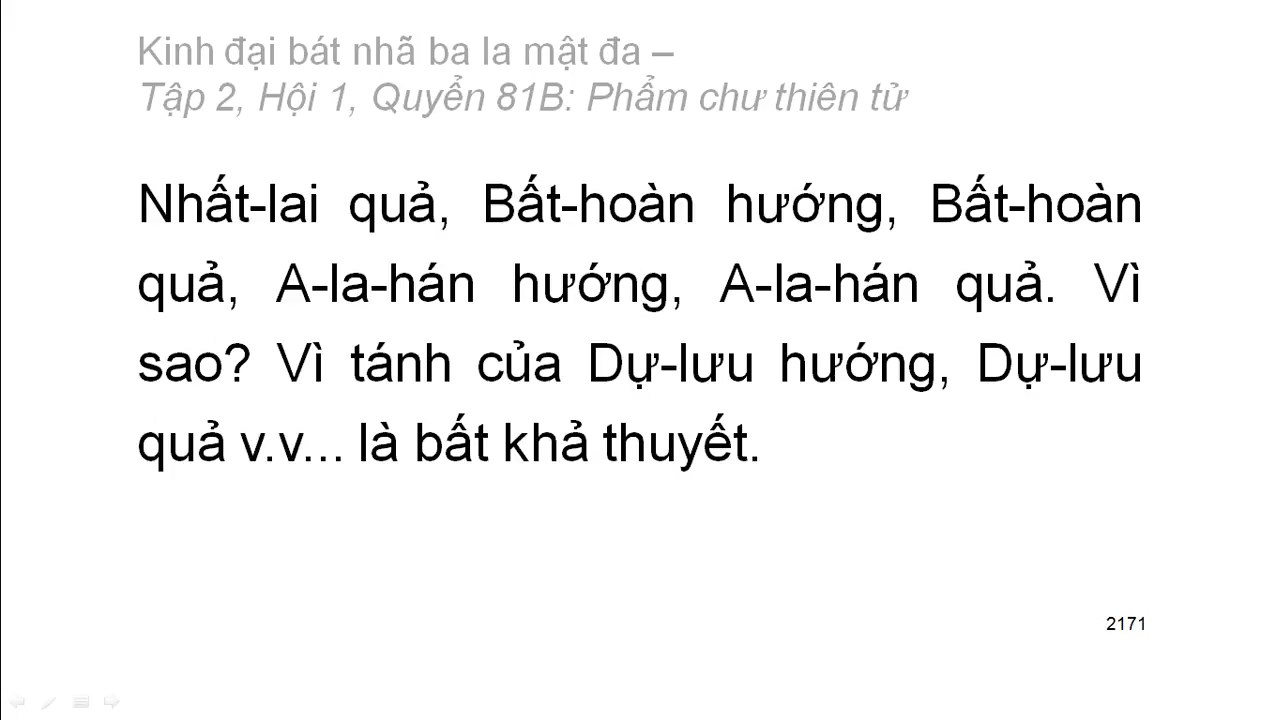 Kinh đại bát nhã ba la mật đa –
Tập 2, Hội 1, Quyển 81B: Phẩm chư thiên tử
Nhất-lai quả, Bất-hoàn hướng, Bất-hoàn
quả, A-la-hán hướng, A-la-hán quả. Vì
sao? Vì tánh của Dự-lưu hướng, Dự-lưu
quả v.v... là bất khả thuyết.
2171